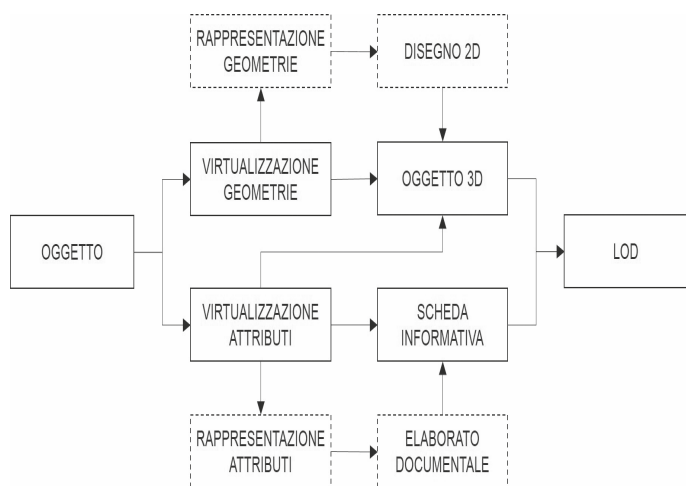 RAPPRESENTAZIONE
GEOMETRIE
DISEGNO 2D
VIRTUALIZZAZIONE
GEOMETRIE
OGGETTO 3D
OGGETTO
LOD
VIRTUALIZZAZIONE
ATTRIBUTI
SCHEDA
INFORMATIVA
RAPPRESENTAZIONE
ATTRIBUTI
ELABORATO
DOCUMENTALE